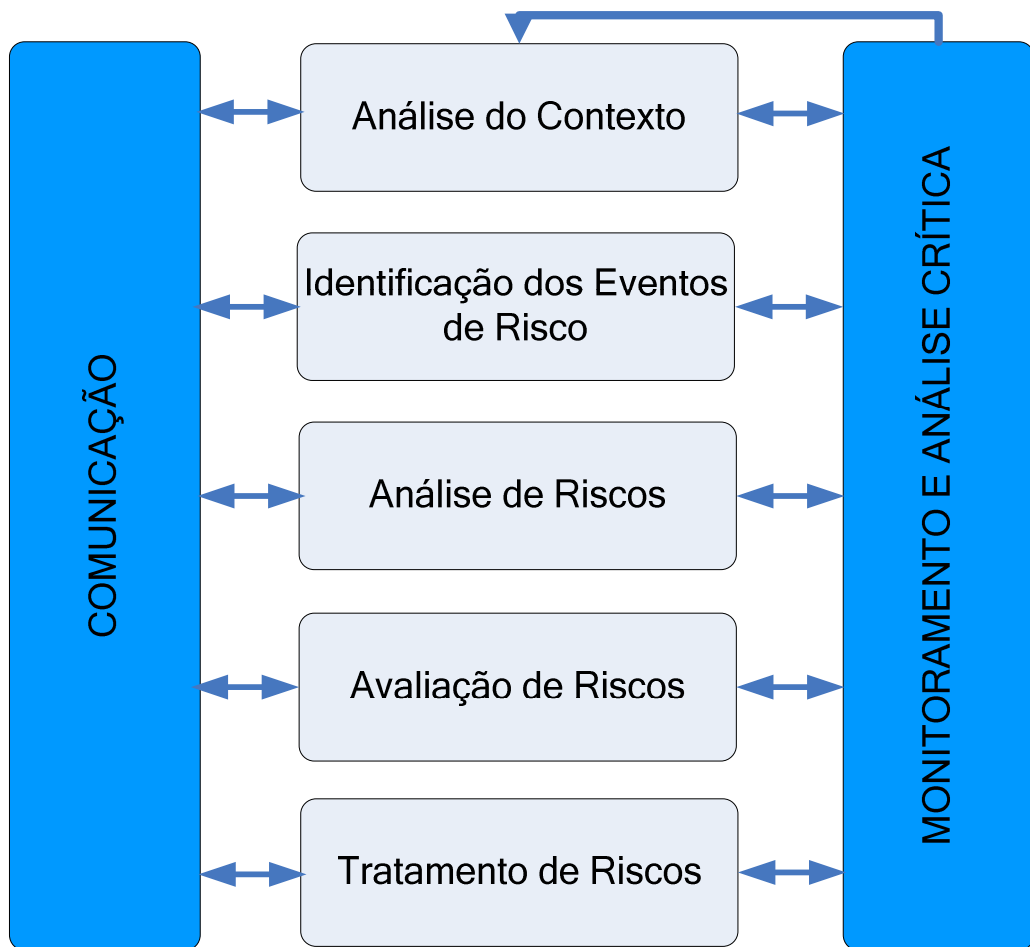 COMUNICAÇÃO
Análise do Contexto
Identificação dos Eventos
de Risco
Análise de Riscos
Avaliação de Riscos
Tratamento de Riscos
MONITORAMENTO E ANÁLISE CRÍTICA